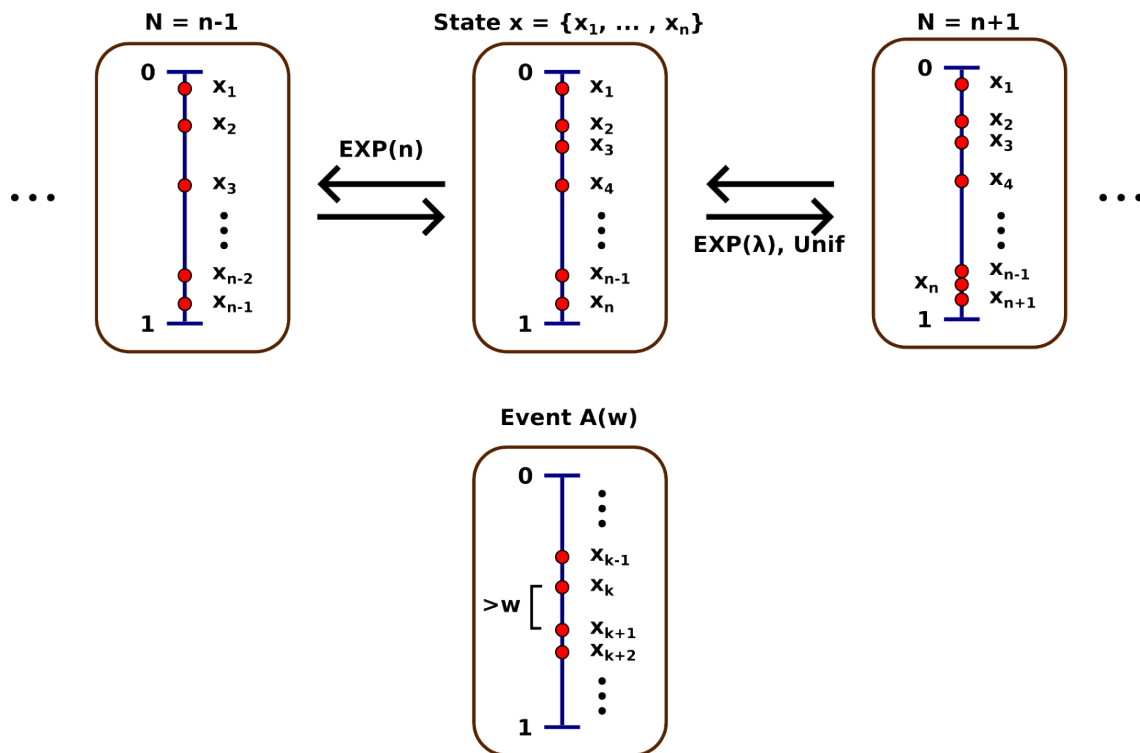 N = n-1
State x = {x₁, ... , xₙ}
N = n+1
0
x₁
x₂
x₃
xₙ₋₂
xₙ₋₁
1
...
EXP(n)
0
x₁
x₂
x₃
x₄
xₙ₋₁
xₙ
1
EXP(λ), Unif
0
x₁
x₂
x₃
x₄
xₙ₋₁
xₙ
xₙ₊₁
1
...
Event A(w)
0
xₖ₋₁
xₖ
>w
xₖ₊₁
xₖ₊₂
1